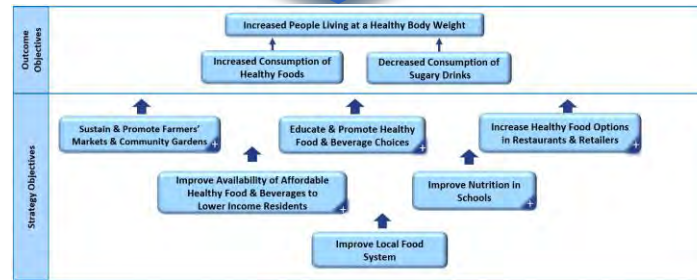 Outcome
Objectives
Increased People Living at a Healthy Body Weight
Increased Consumption of
Healthy Foods
Decreased Consumption of
Sugary Drinks
Strategy Objectives
Sustain & Promote Farmers'
Markets & Community Gardens
+
Educate & Promote Healthy
Food & Beverage Choices
+
Increase Healthy Food Options
in Restaurants & Retailers
+
Improve Availability of Affordable
Healthy Food & Beverages to
Lower Income Residents
+
Improve Nutrition in
Schools
+
Improve Local Food
System